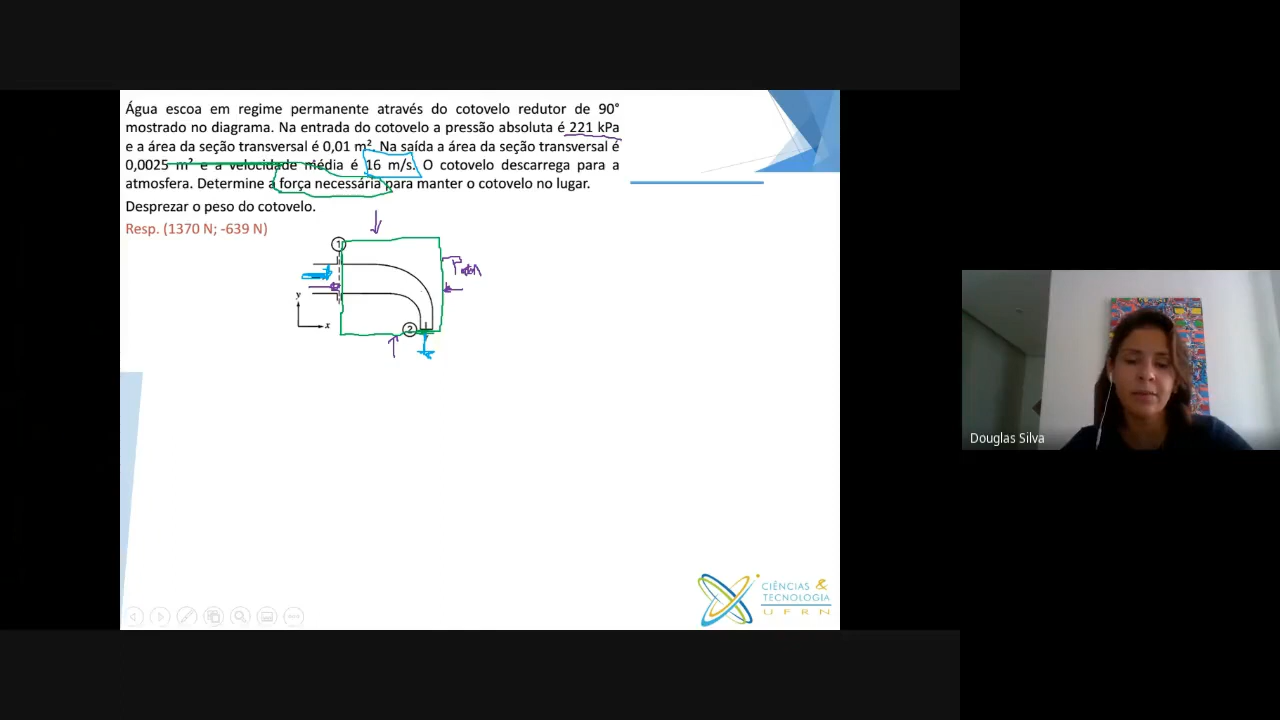 Água escoa em regime permanente através do cotovelo redutor de 90°
mostrado no diagrama. Na entrada do cotovelo a pressão absoluta é 221 kPa
e a área da seção transversal é 0,01 m². Na saída a área da seção transversal é
0,0025 m² e a velocidade média é 16 m/s. O cotovelo descarrega para a
atmosfera. Determine a força necessária para manter o cotovelo no lugar.
Desprezar o peso do cotovelo.
Resp. (1370 N; -639 N)
1
Patm
y
x
2
Douglas Silva
CIÊNCIAS &
TECNOLOGIA
UFRN